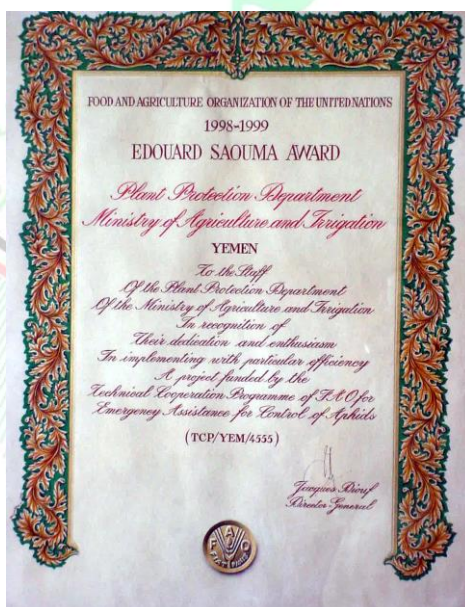 FOOD AND AGRICULTURE ORGANIZATION OF THE UNITED NATIONS
1998-1999
EDOUARD SAOUMA AWARD
Plant Protection Department
Ministry of Agriculture and Irrigation
YEMEN
To the Staff
Of the Plant Protection Department
Of the Ministry of Agriculture and Irrigation
In recognition of
Their dedication and enthusiasm
In implementing with particular efficiency
A project funded by the
Technical Cooperation Programme of FAO for
Emergency Assistance for Control of Aphids
(TCP/YEM/4555)
Jacques Diouf
Director-General
F A O
FIAT PANIS